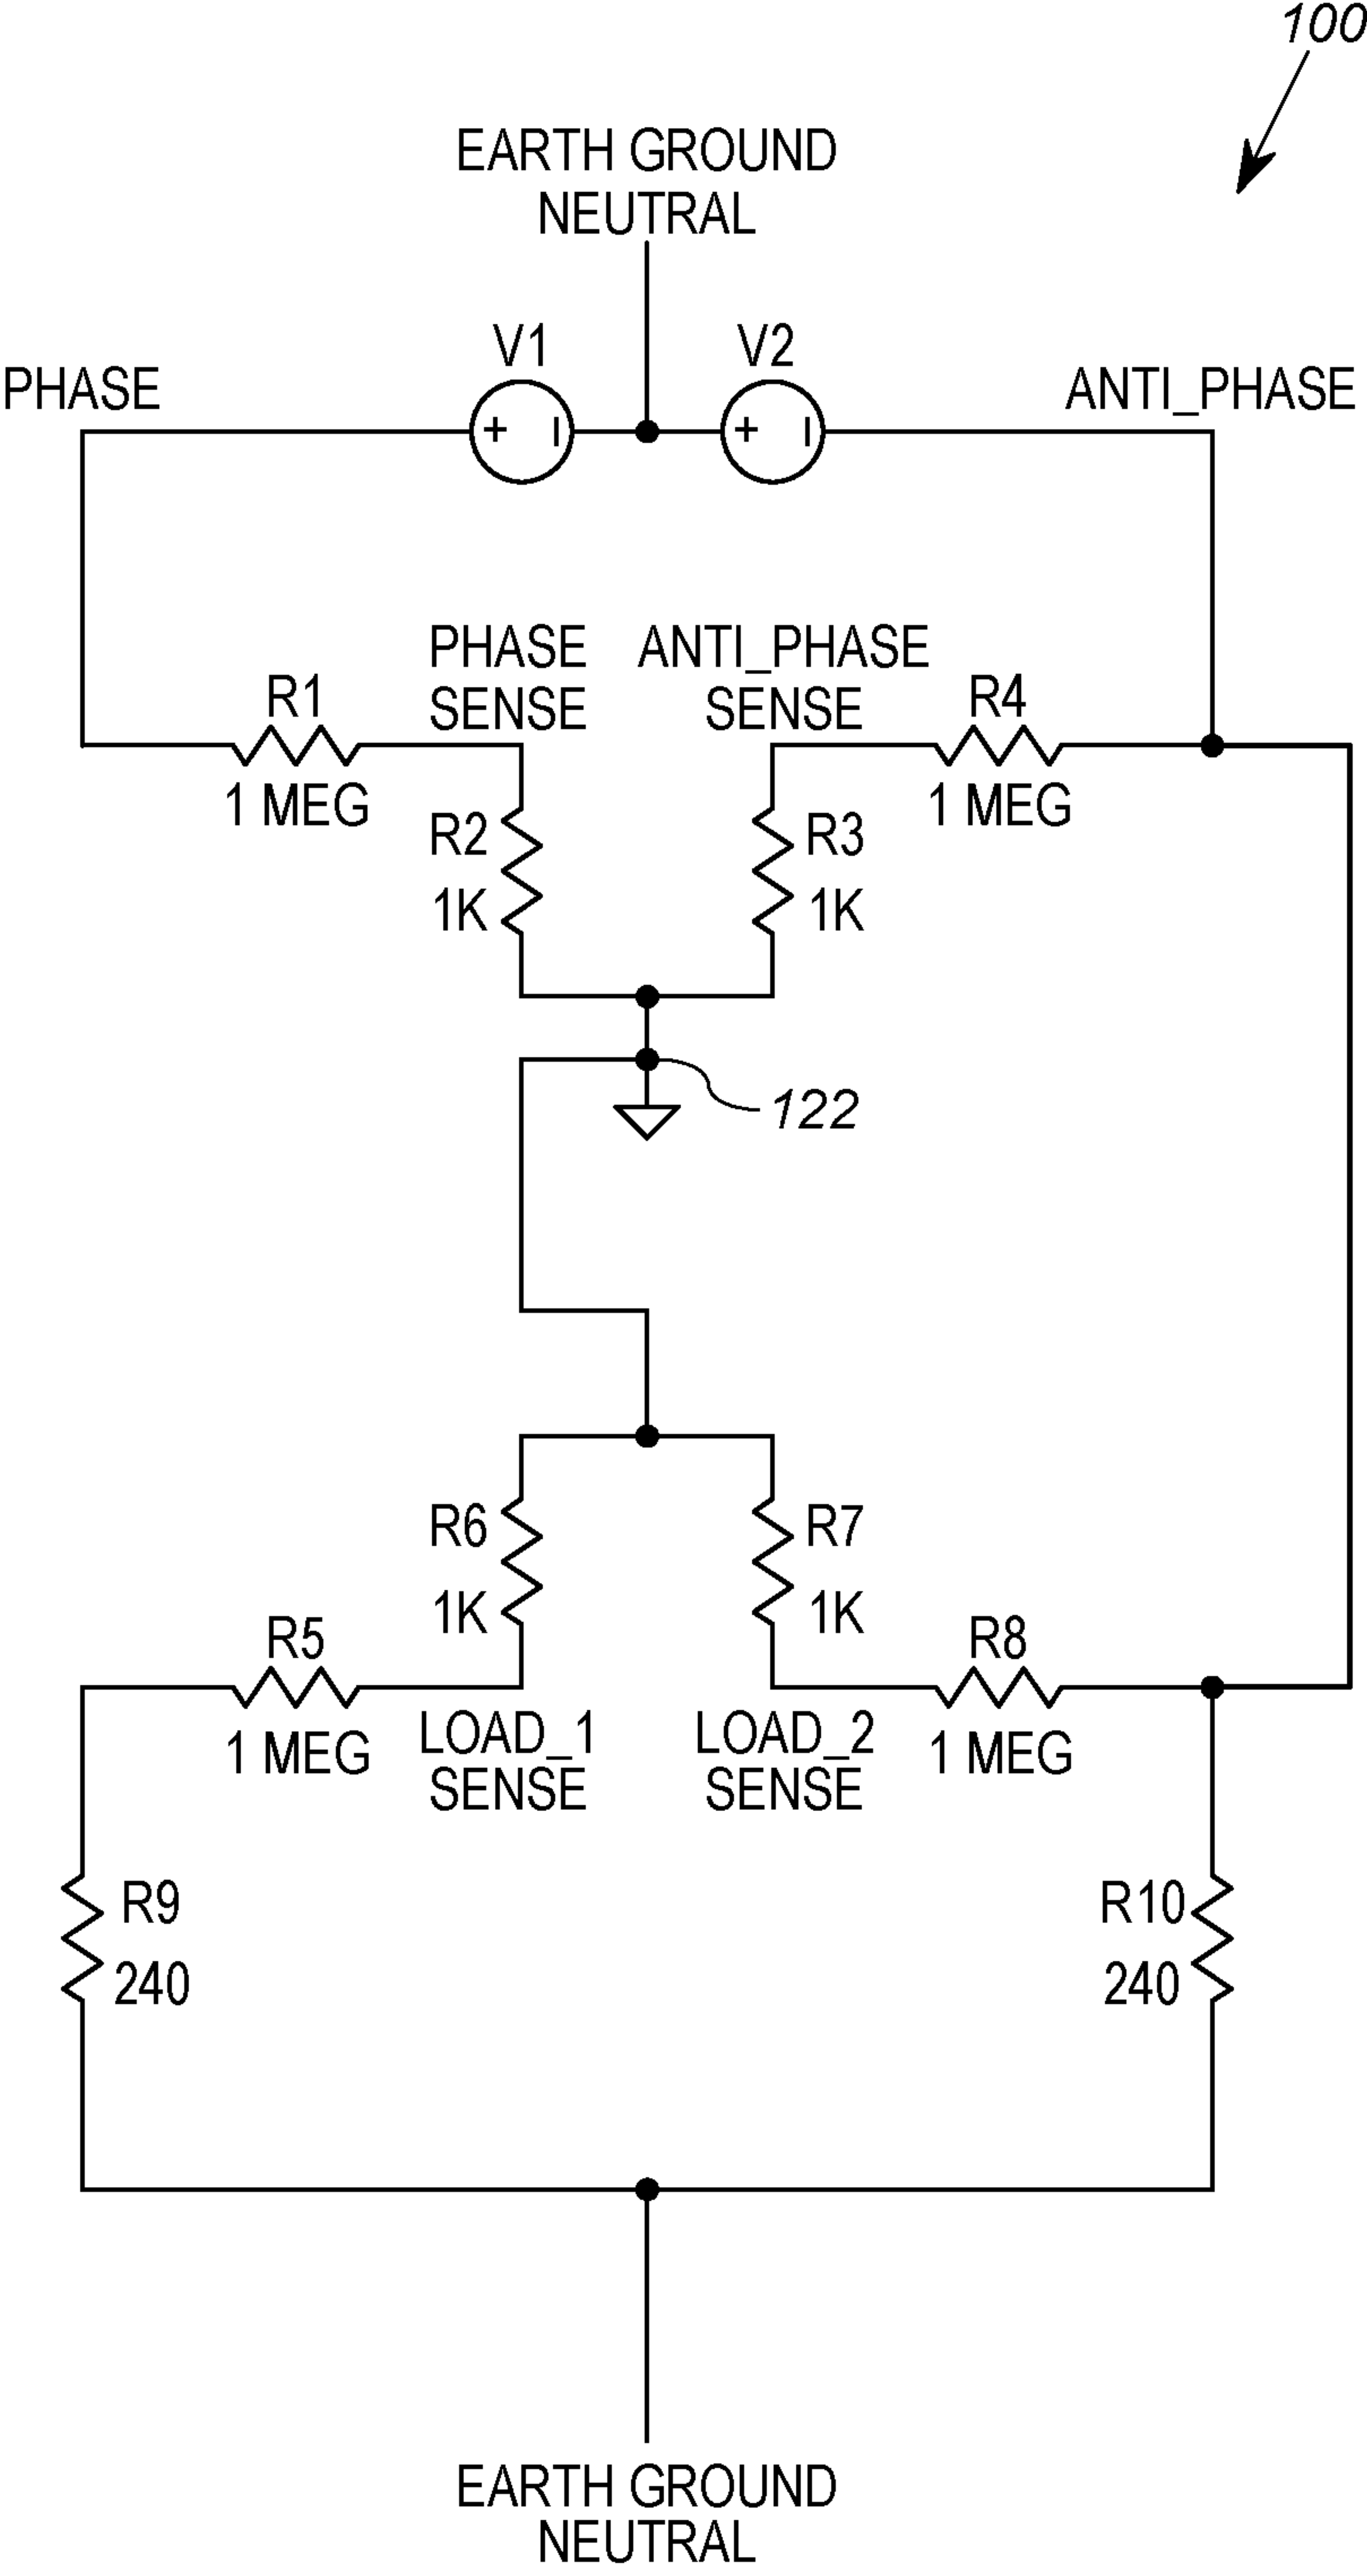 100
EARTH GROUND
NEUTRAL
V1
V2
PHASE
ANTI_PHASE
+ –
+ –
PHASE
SENSE
ANTI_PHASE
SENSE
R1
1 MEG
R4
1 MEG
R2
1K
R3
1K
122
R6
1K
R7
1K
R5
1 MEG
R8
1 MEG
LOAD_1
SENSE
LOAD_2
SENSE
R9
240
R10
240
EARTH GROUND
NEUTRAL